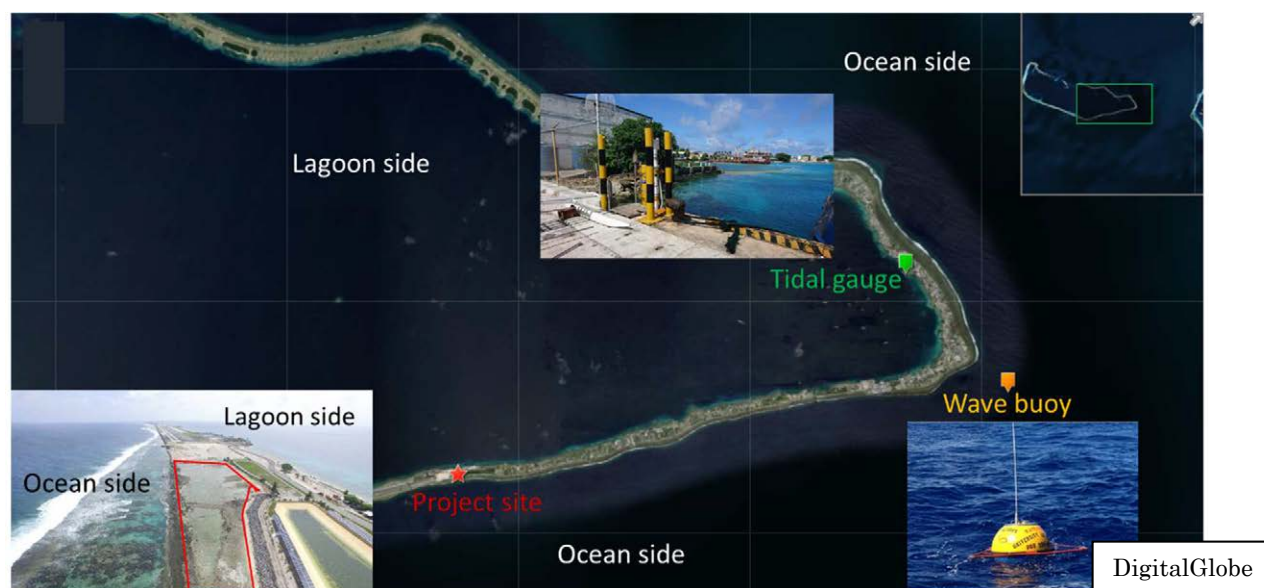 Ocean side
Lagoon side
Tidal gauge
Wave buoy
Lagoon side
Ocean side
Project site
Ocean side
DigitalGlobe